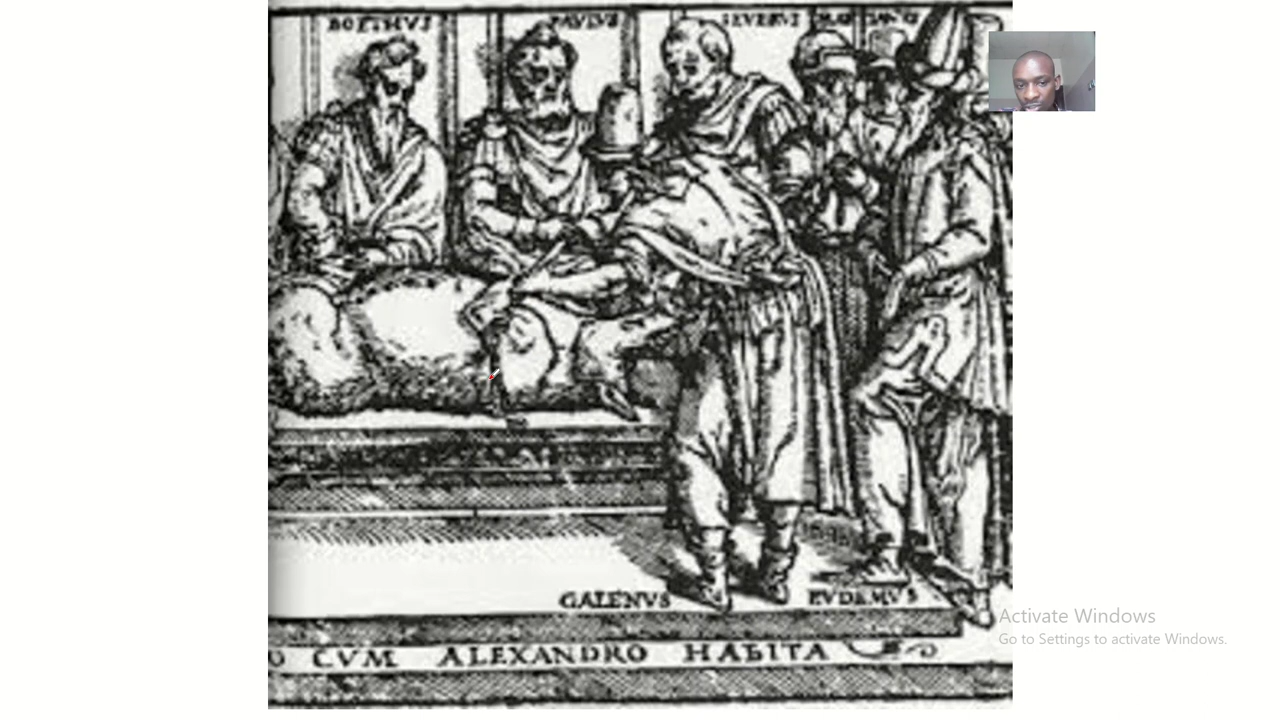 BOETHVS PAVLVS SEVERVS
GALENVS EVDEMVS
O CVM ALEXANDRO HABITA
Activate Windows
Go to Settings to activate Windows.